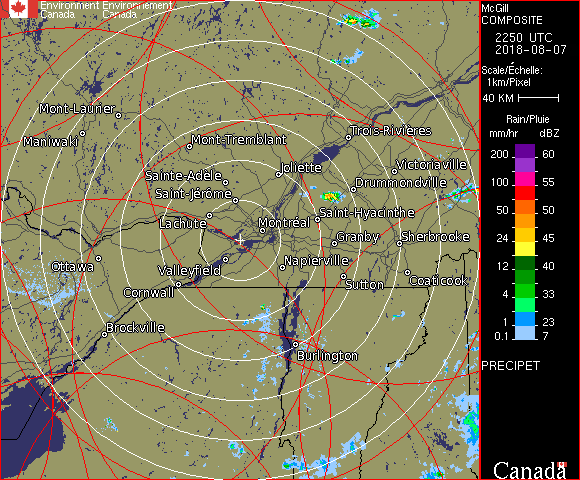 Environment Environnement
Canada Canada
Mont-Laurier
Maniwaki
Mont-Tremblant
Trois-Rivières
Joliette
Victoriaville
Sainte-Adèle
Drummondville
Saint-Jérôme
Saint-Hyacinthe
Lachute
Montréal
Granby
Sherbrooke
Ottawa
Valleyfield
Napierville
Cornwall
Sutton
Coaticook
Brockville
Burlington
McGill
COMPOSITE
2250 UTC
2018-08-07
Scale/Échelle:
1km/Pixel
40 KM
Rain/Pluie
mm/hr dBZ
200 60
155
100 55
50 50
24 45
12 40
4 33
1 23
0.1 7
PRECIPET
Canada